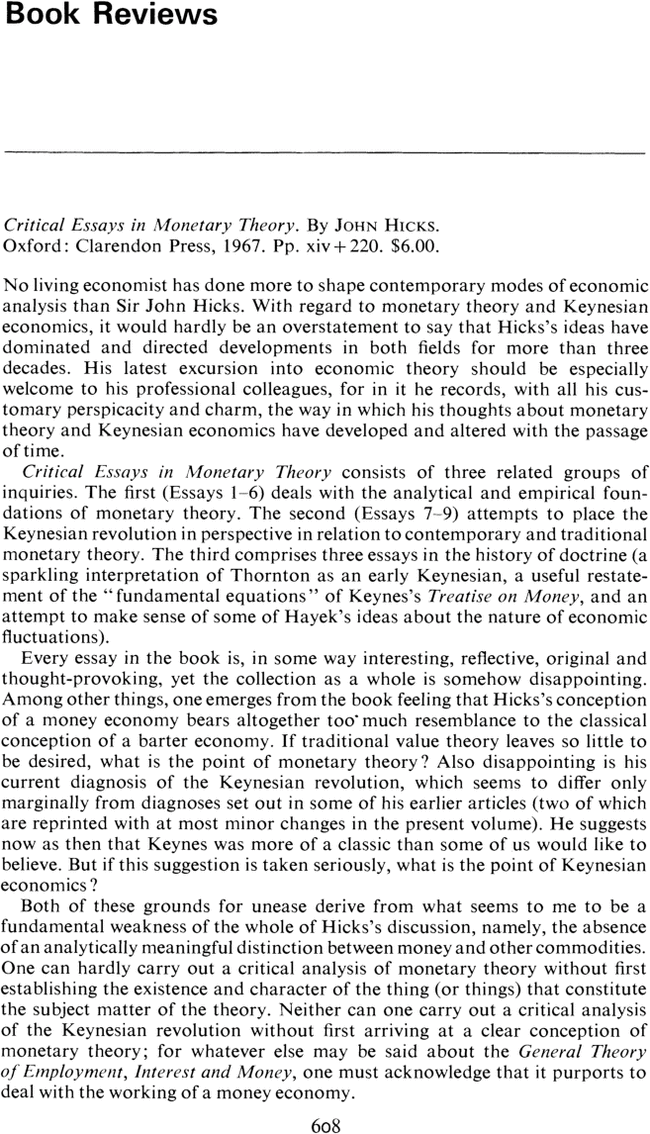 Book Reviews
Critical Essays in Monetary Theory. By JOHN HICKS.
Oxford: Clarendon Press, 1967. Pp. xiv+220. $6.00.
No living economist has done more to shape contemporary modes of economic
analysis than Sir John Hicks. With regard to monetary theory and Keynesian
economics, it would hardly be an overstatement to say that Hicks's ideas have
dominated and directed developments in both fields for more than three
decades. His latest excursion into economic theory should be especially
welcome to his professional colleagues, for in it he records, with all his cus-
tomary perspicacity and charm, the way in which his thoughts about monetary
theory and Keynesian economics have developed and altered with the passage
of time.
Critical Essays in Monetary Theory consists of three related groups of
inquiries. The first (Essays 1–6) deals with the analytical and empirical foun-
dations of monetary theory. The second (Essays 7–9) attempts to place the
Keynesian revolution in perspective in relation to contemporary and traditional
monetary theory. The third comprises three essays in the history of doctrine (a
sparkling interpretation of Thornton as an early Keynesian, a useful restate-
ment of the "fundamental equations" of Keynes's Treatise on Money, and an
attempt to make sense of some of Hayek's ideas about the nature of economic
fluctuations).
Every essay in the book is, in some way interesting, reflective, original and
thought-provoking, yet the collection as a whole is somehow disappointing.
Among other things, one emerges from the book feeling that Hicks's conception
of a money economy bears altogether too much resemblance to the classical
conception of a barter economy. If traditional value theory leaves so little to
be desired, what is the point of monetary theory? Also disappointing is his
current diagnosis of the Keynesian revolution, which seems to differ only
marginally from diagnoses set out in some of his earlier articles (two of which
are reprinted with at most minor changes in the present volume). He suggests
now as then that Keynes was more of a classic than some of us would like to
believe. But if this suggestion is taken seriously, what is the point of Keynesian
economics?
Both of these grounds for unease derive from what seems to me to be a
fundamental weakness of the whole of Hicks's discussion, namely, the absence
of an analytically meaningful distinction between money and other commodities.
One can hardly carry out a critical analysis of monetary theory without first
establishing the existence and character of the thing (or things) that constitute
the subject matter of the theory. Neither can one carry out a critical analysis
of the Keynesian revolution without first arriving at a clear conception of
monetary theory; for whatever else may be said about the General Theory
of Employment, Interest and Money, one must acknowledge that it purports to
deal with the working of a money economy.
608